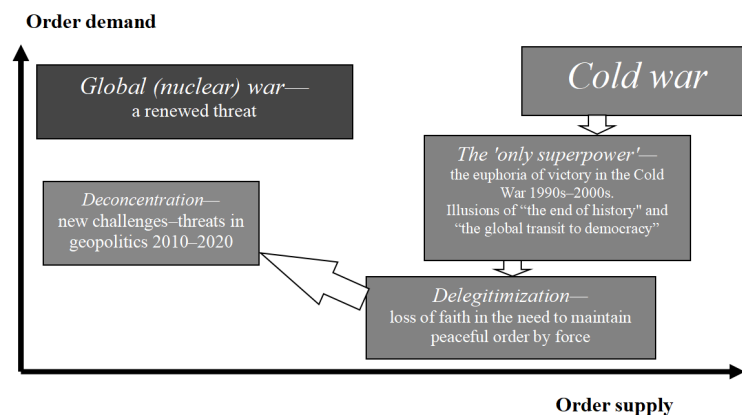 Order demand
Global (nuclear) war—
a renewed threat
Cold war
The 'only superpower'—
the euphoria of victory in the Cold
War 1990s–2000s.
Illusions of “the end of history" and
“the global transit to democracy”
Deconcentration—
new challenges–threats in
geopolitics 2010–2020
Delegitimization—
loss of faith in the need to maintain
peaceful order by force
Order supply